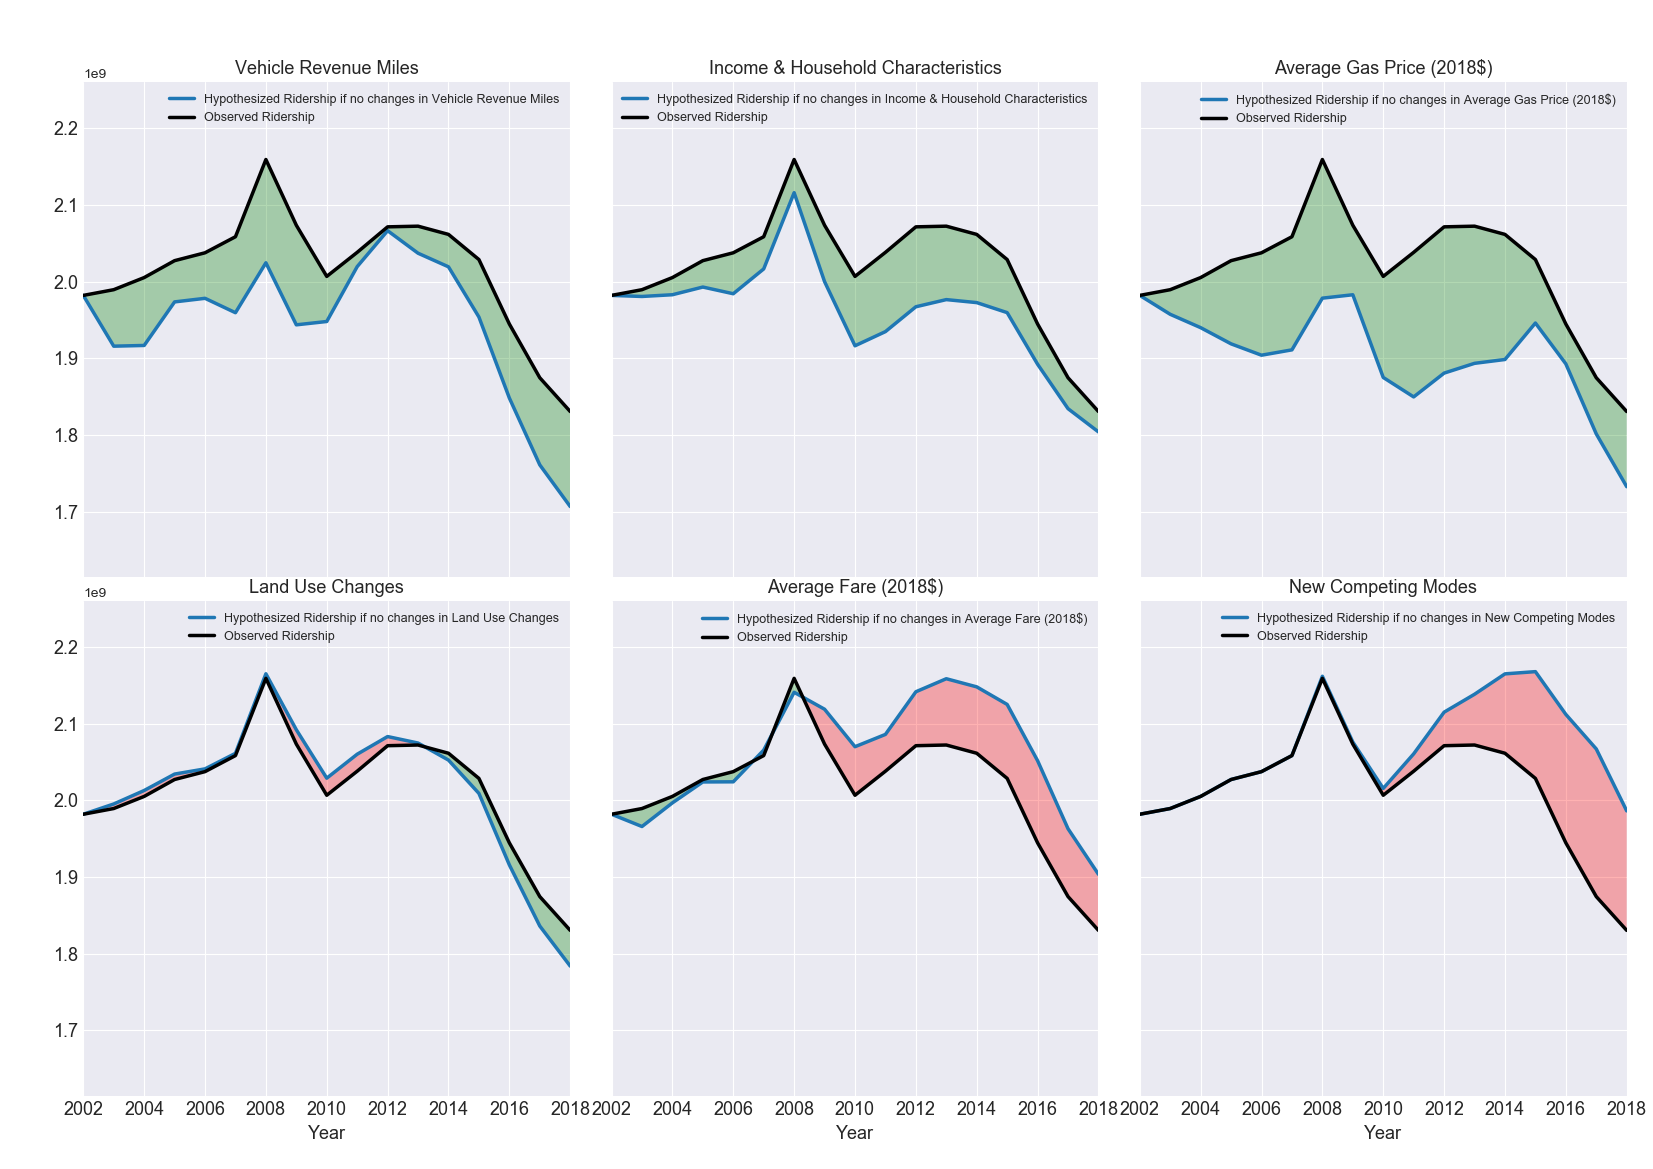 Vehicle Revenue Miles
Income & Household Characteristics
Average Gas Price (2018$)
1e9
Hypothesized Ridership if no changes in Vehicle Revenue Miles
Observed Ridership
Hypothesized Ridership if no changes in Income & Household Characteristics
Observed Ridership
Hypothesized Ridership if no changes in Average Gas Price (2018$)
Observed Ridership
2.2
2.1
2.0
1.9
1.8
1.7
Land Use Changes
Average Fare (2018$)
New Competing Modes
1e9
Hypothesized Ridership if no changes in Land Use Changes
Observed Ridership
Hypothesized Ridership if no changes in Average Fare (2018$)
Observed Ridership
Hypothesized Ridership if no changes in New Competing Modes
Observed Ridership
2.2
2.1
2.0
1.9
1.8
1.7
2002 2004 2006 2008 2010 2012 2014 2016 2018
2002 2004 2006 2008 2010 2012 2014 2016 2018
2002 2004 2006 2008 2010 2012 2014 2016 2018
Year
Year
Year